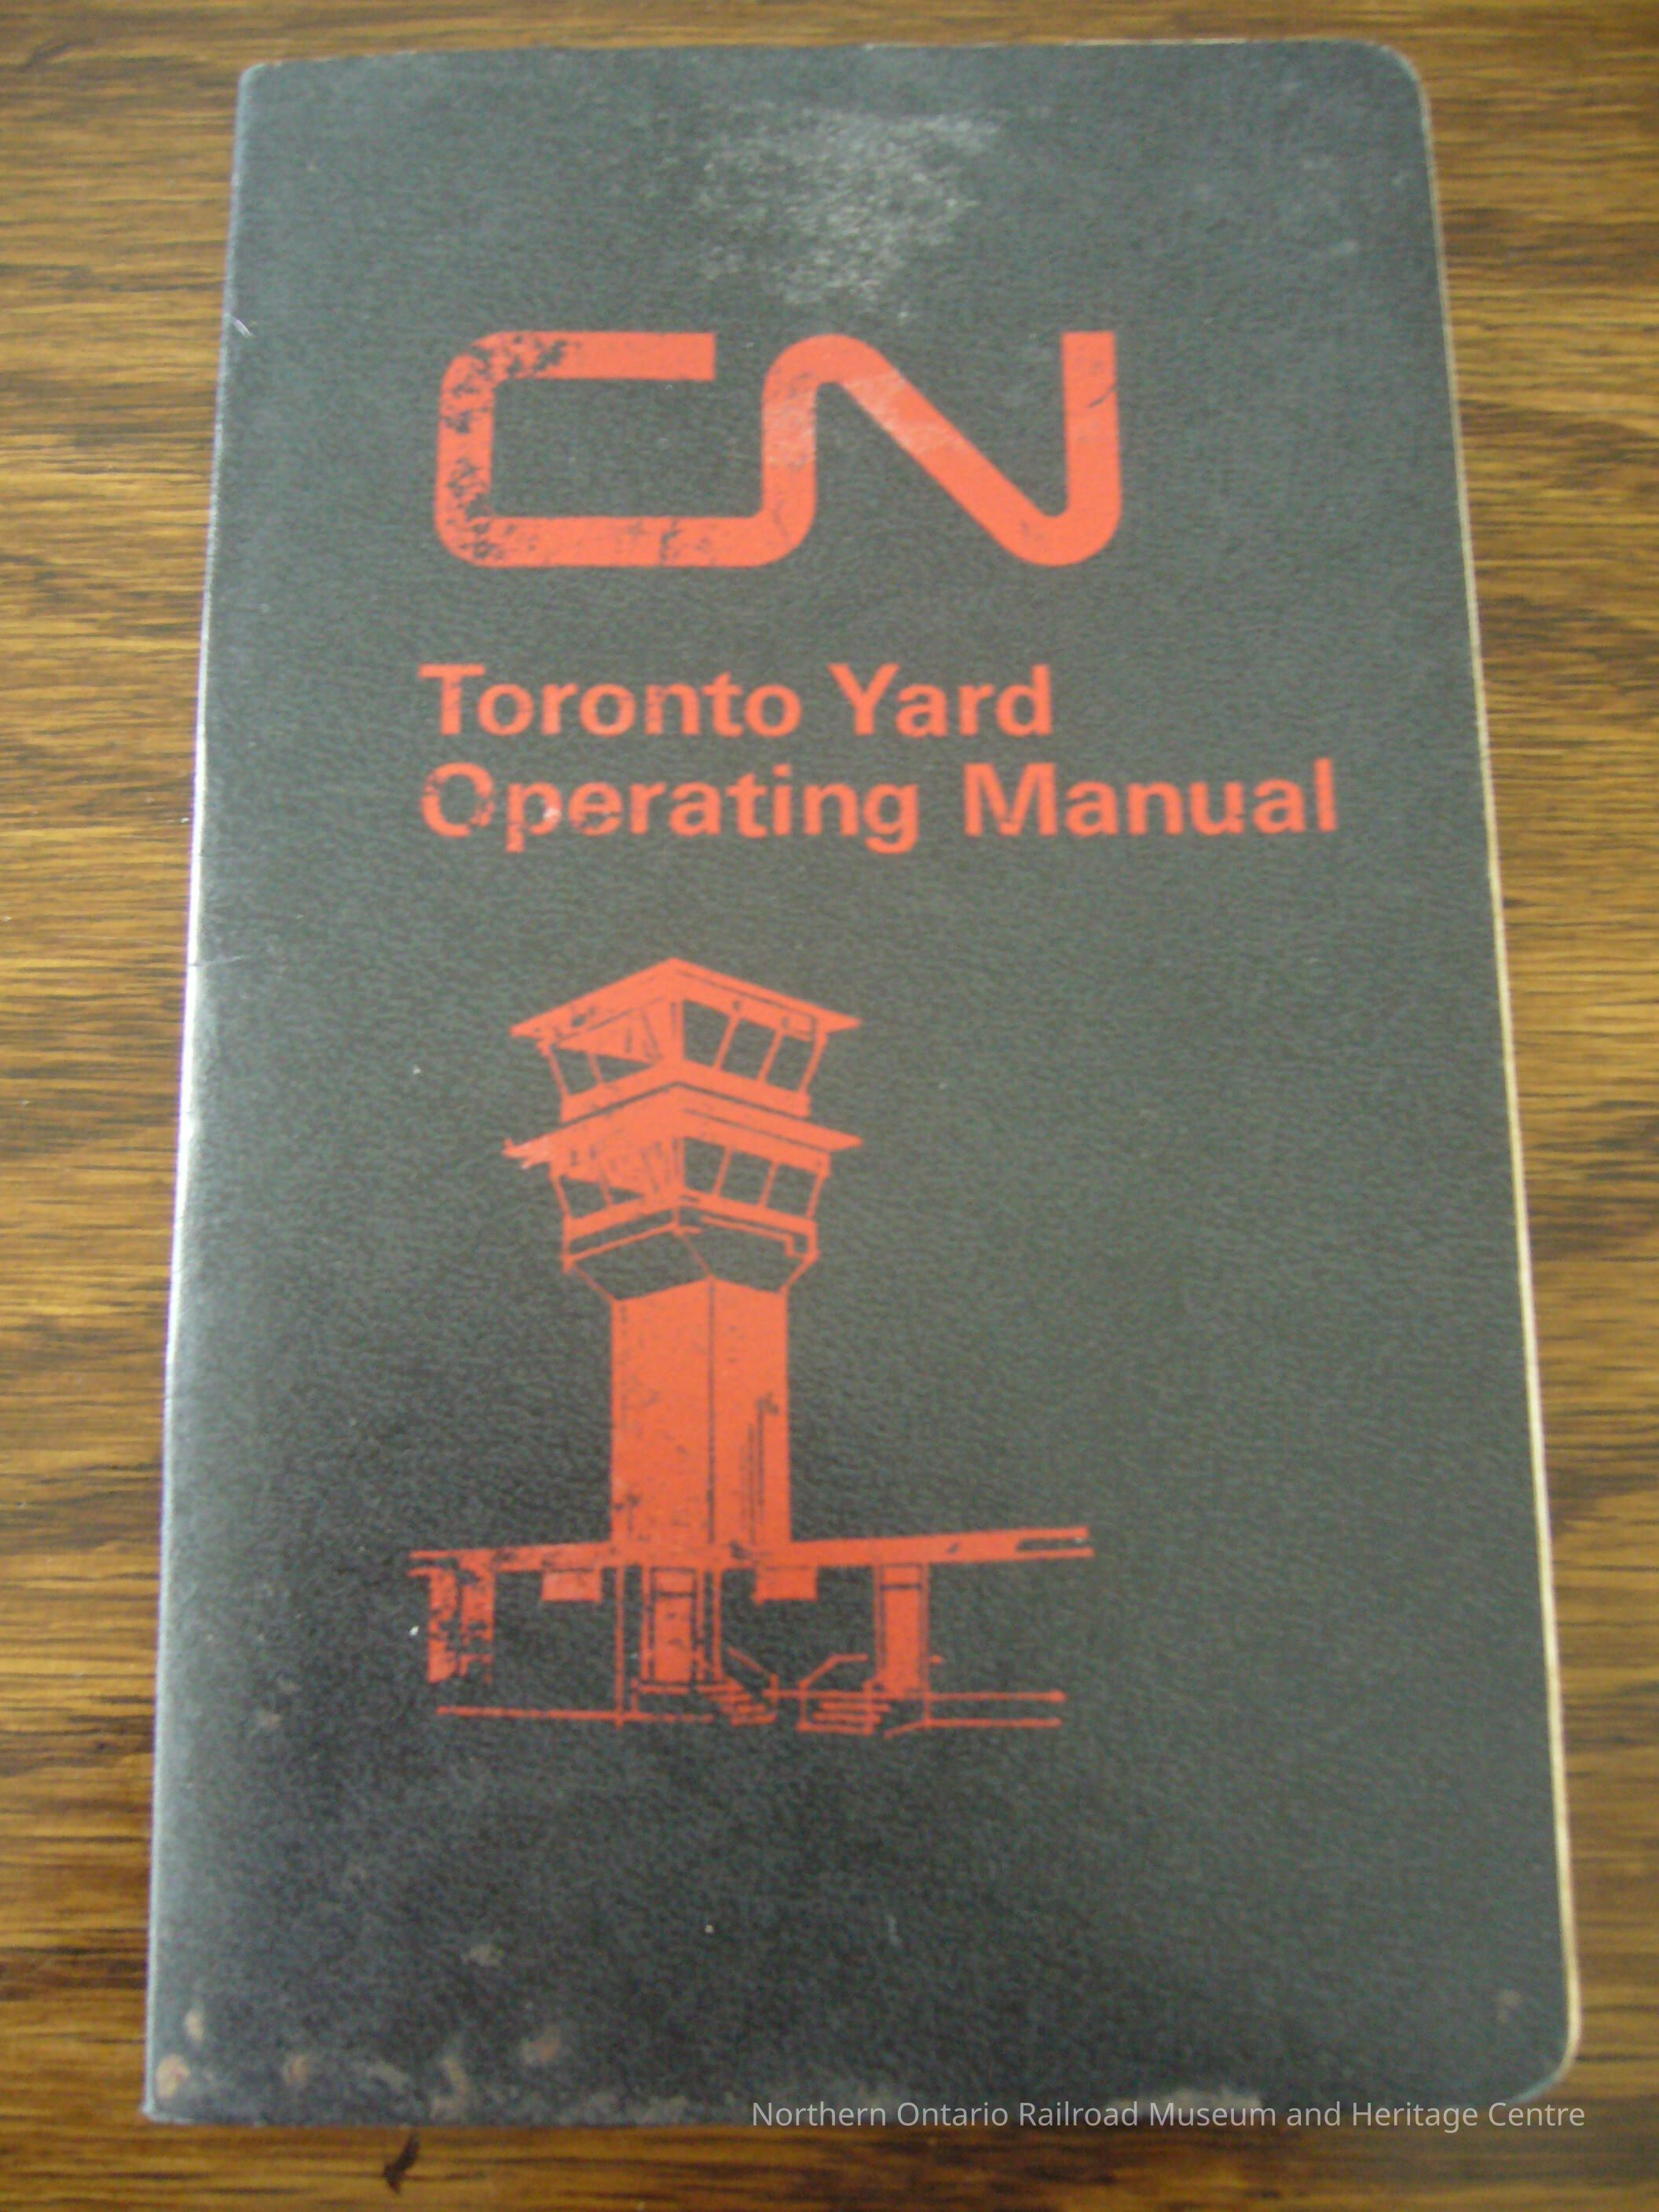 CN
Toronto Yard
Operating Manual
Northern Ontario Railroad Museum and Heritage Centre